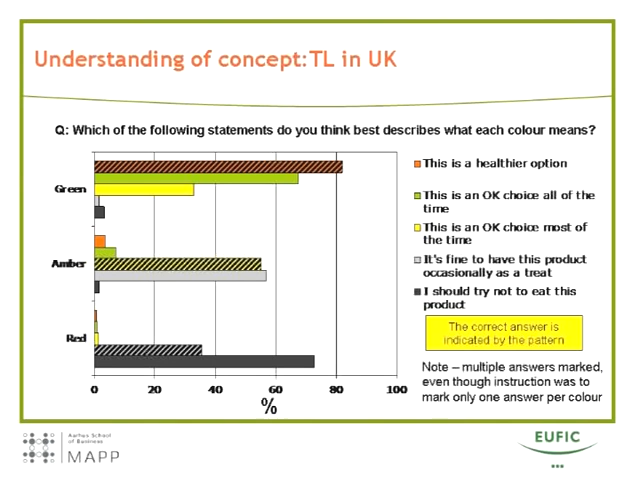 Understanding of concept: TL in UK
Q: Which of the following statements do you think best describes what each colour means?
Green
Amber
Red
0 20 40 60 80 100
%
This is a healthier option
This is an OK choice all of the
time
This is an OK choice most of
the time
It's fine to have this product
occasionally as a treat
I should try not to eat this
product
The correct answer is
indicated by the pattern
Note – multiple answers marked,
even though instruction was to
mark only one answer per colour
Aarhus School
of Business
MAPP
EUFIC